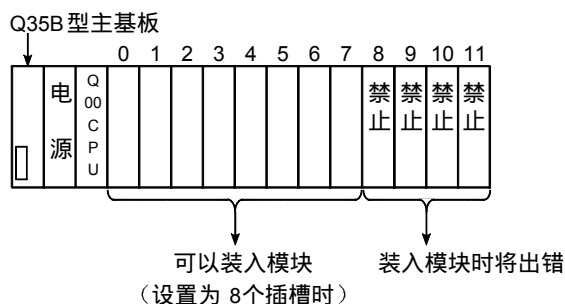 Q35B型主基板
0 1 2 3 4 5 6 7 8 9 10 11
电源
Q00CPU
禁止 禁止 禁止 禁止
可以装入模块
（设置为 8个插槽时）
装入模块时将出错